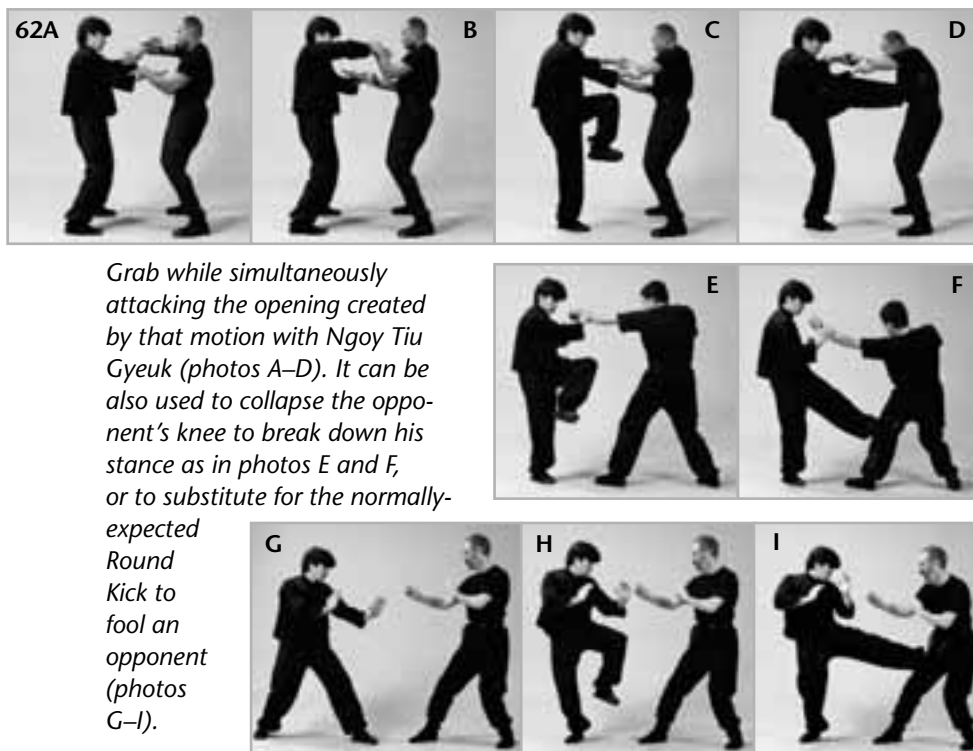 62A
B
C
D
Grab while simultaneously
attacking the opening created
by that motion with Ngoy Tiu
Gyeuk (photos A–D). It can be
also used to collapse the oppo-
nent’s knee to break down his
stance as in photos E and F,
or to substitute for the normally-
expected
Round
Kick to
fool an
opponent
(photos
G–I).
E
F
G
H
I